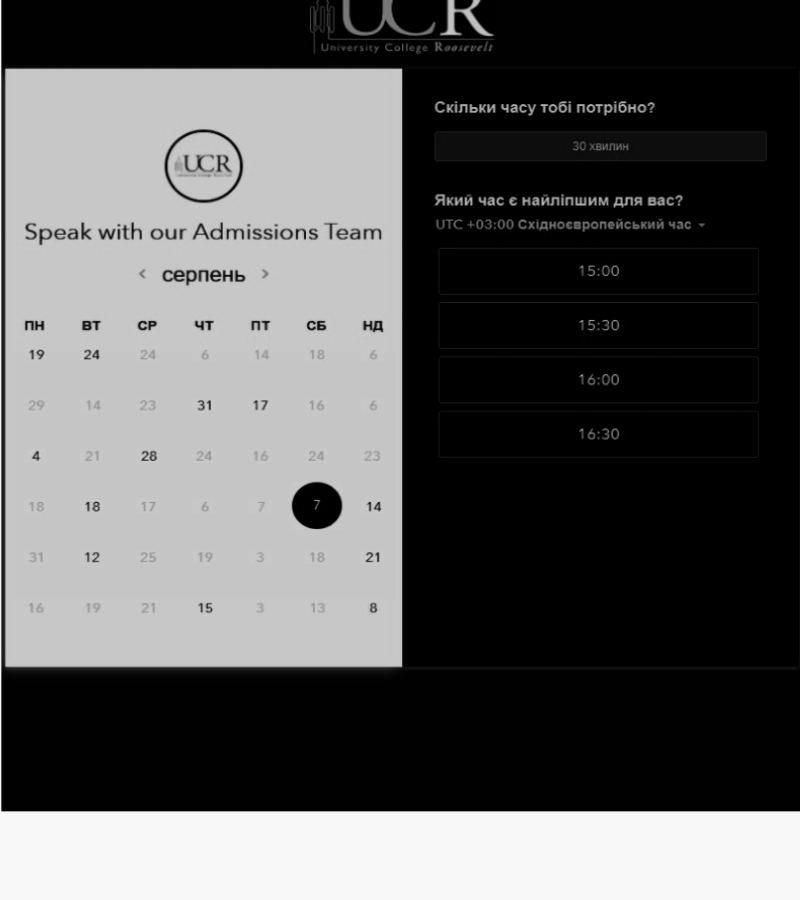 UCR
University College Roosevelt
UCR
Speak with our Admissions Team
< серпень >
ПН ВТ СР ЧТ ПТ СБ НД
19 24 24 6 14 18 6
29 14 23 31 17 16 6
4 21 28 24 16 24 23
18 18 17 6 7 7 14
31 12 25 19 3 18 21
16 19 21 15 3 13 8
Скільки часу тобі потрібно?
30 хвилин
Який час є найліпшим для вас?
UTC +03:00 Східноєвропейський час
15:00
15:30
16:00
16:30